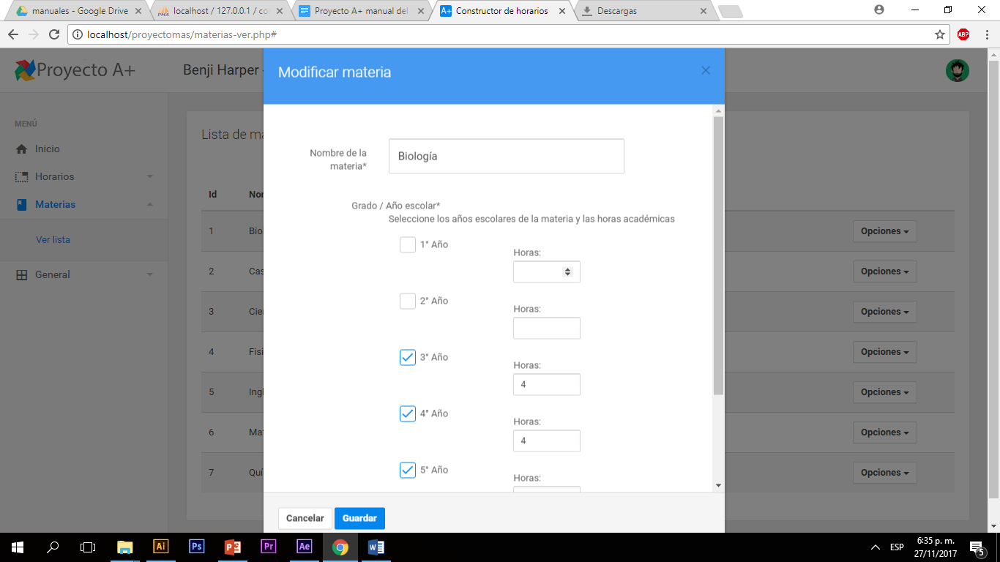 manuales - Google Drive
localhost / 127.0.0.1 / co
Proyecto A+ manual del
Constructor de horarios
Descargas
localhost/proyectomas/materias-ver.php#
ABP
Proyecto A+
Benji Harper
Modificar materia
MENÚ
Inicio
Horarios
Materias
Ver lista
General
Lista de ma
Id
Nor
1
Bio
Opciones
2
Cas
Opciones
3
Cier
Opciones
4
Fisi
Opciones
5
Ingl
Opciones
6
Mat
Opciones
7
Quí
Opciones
Nombre de la
materia*
Biología
Grado / Año escolar*
Seleccione los años escolares de la materia y las horas académicas
1° Año
Horas:
2° Año
Horas:
3° Año
Horas:
4
4° Año
Horas:
4
5° Año
Horas:
Cancelar
Guardar
Ai
Ps
Pr
Ae
ESP
6:35 p. m.
27/11/2017
5